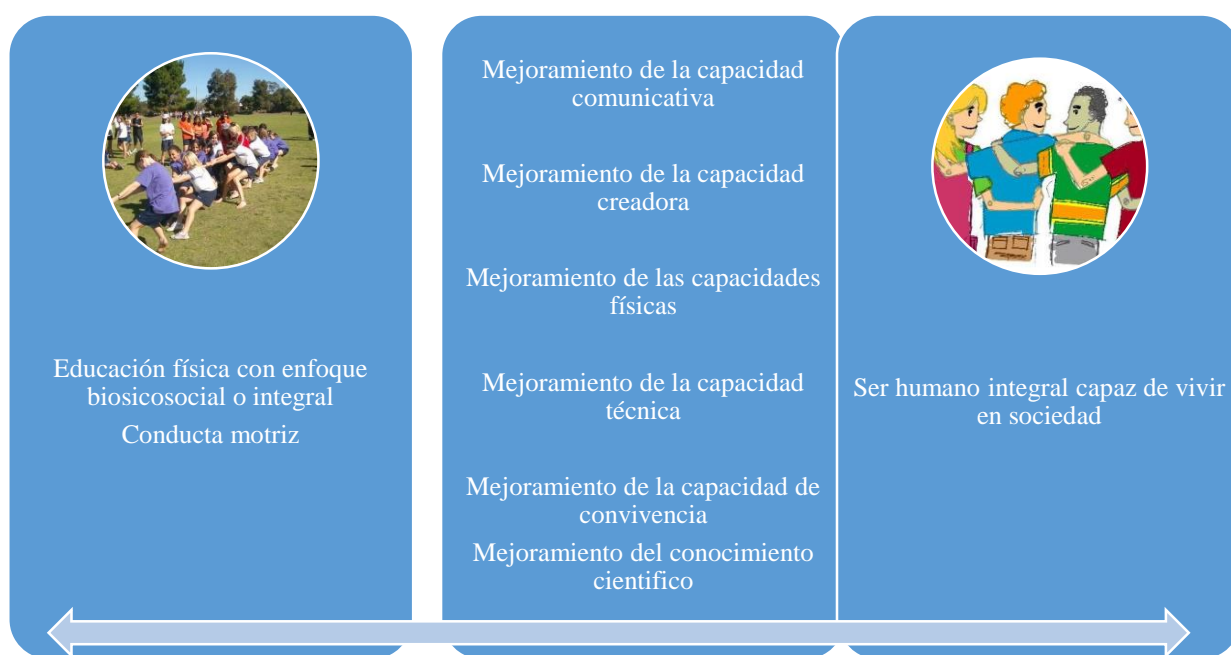 Educación física con enfoque
biosicosocial o integral
Conducta motriz
Mejoramiento de la capacidad
comunicativa
Mejoramiento de la capacidad
creadora
Mejoramiento de las capacidades
físicas
Mejoramiento de la capacidad
técnica
Mejoramiento de la capacidad de
convivencia
Mejoramiento del conocimiento
cientifico
Ser humano integral capaz de vivir
en sociedad